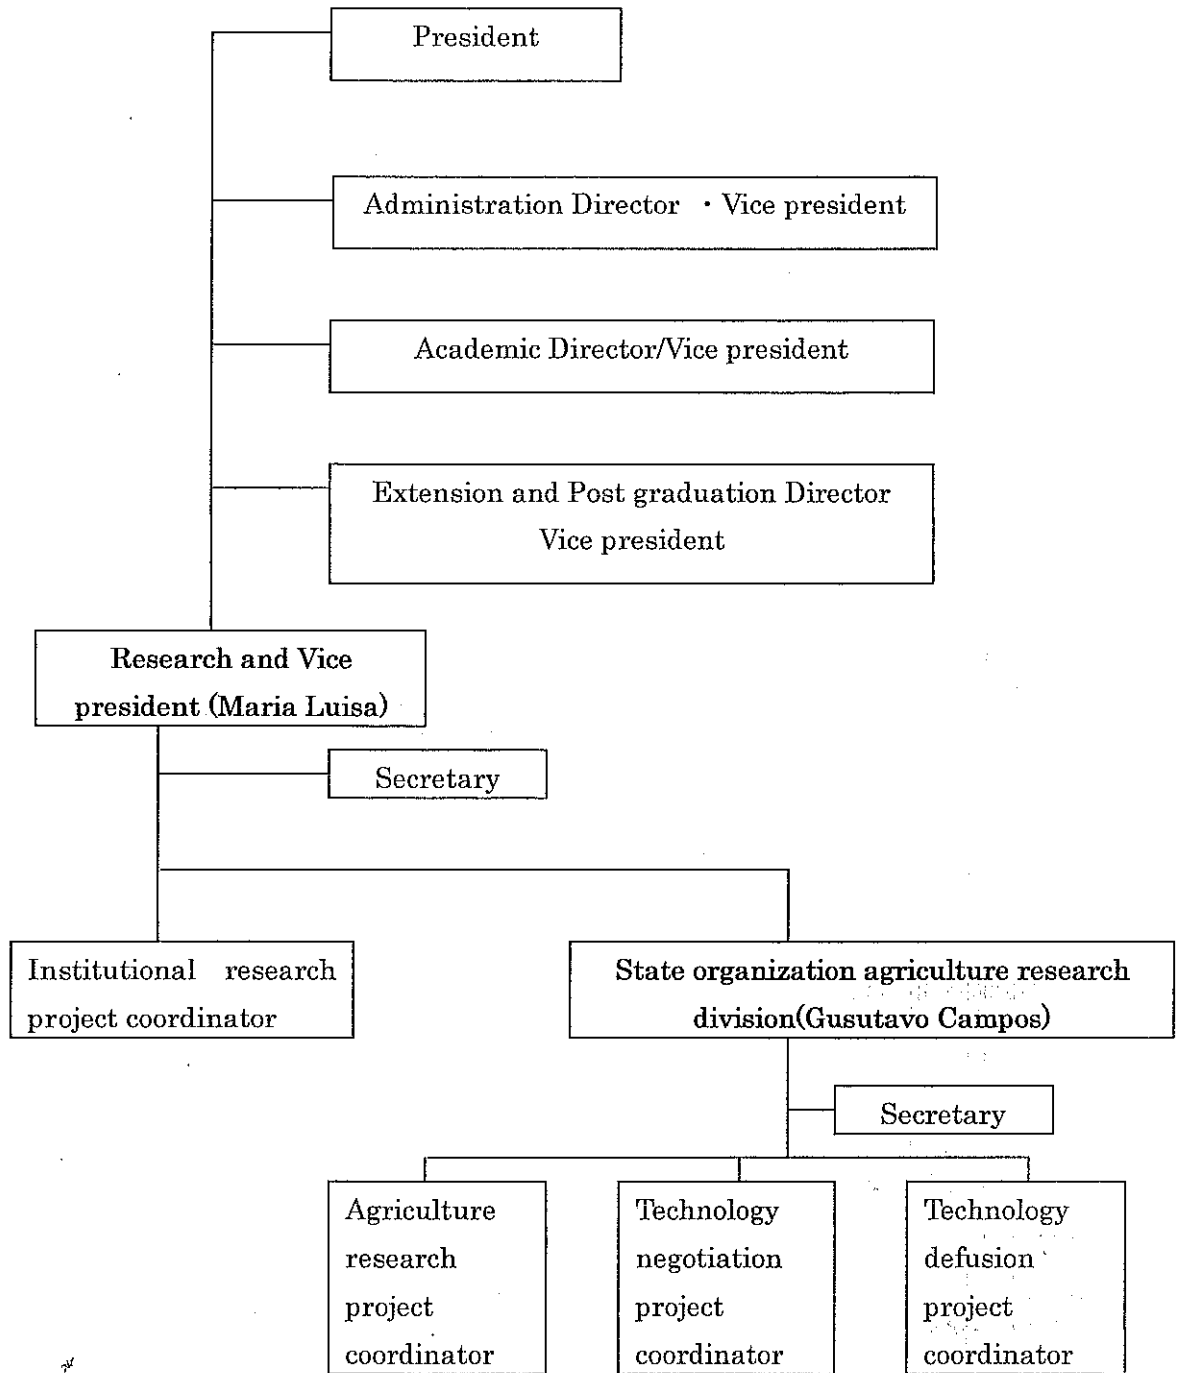 President
Administration Director ・Vice president
Academic Director/Vice president
Extension and Post graduation Director
Vice president
Research and Vice
president (Maria Luisa)
Secretary
Institutional research
project coordinator
State organization agriculture research
division(Gusutavo Campos)
Secretary
Agriculture
research
project
coordinator
Technology
negotiation
project
coordinator
Technology
defusion
project
coordinator